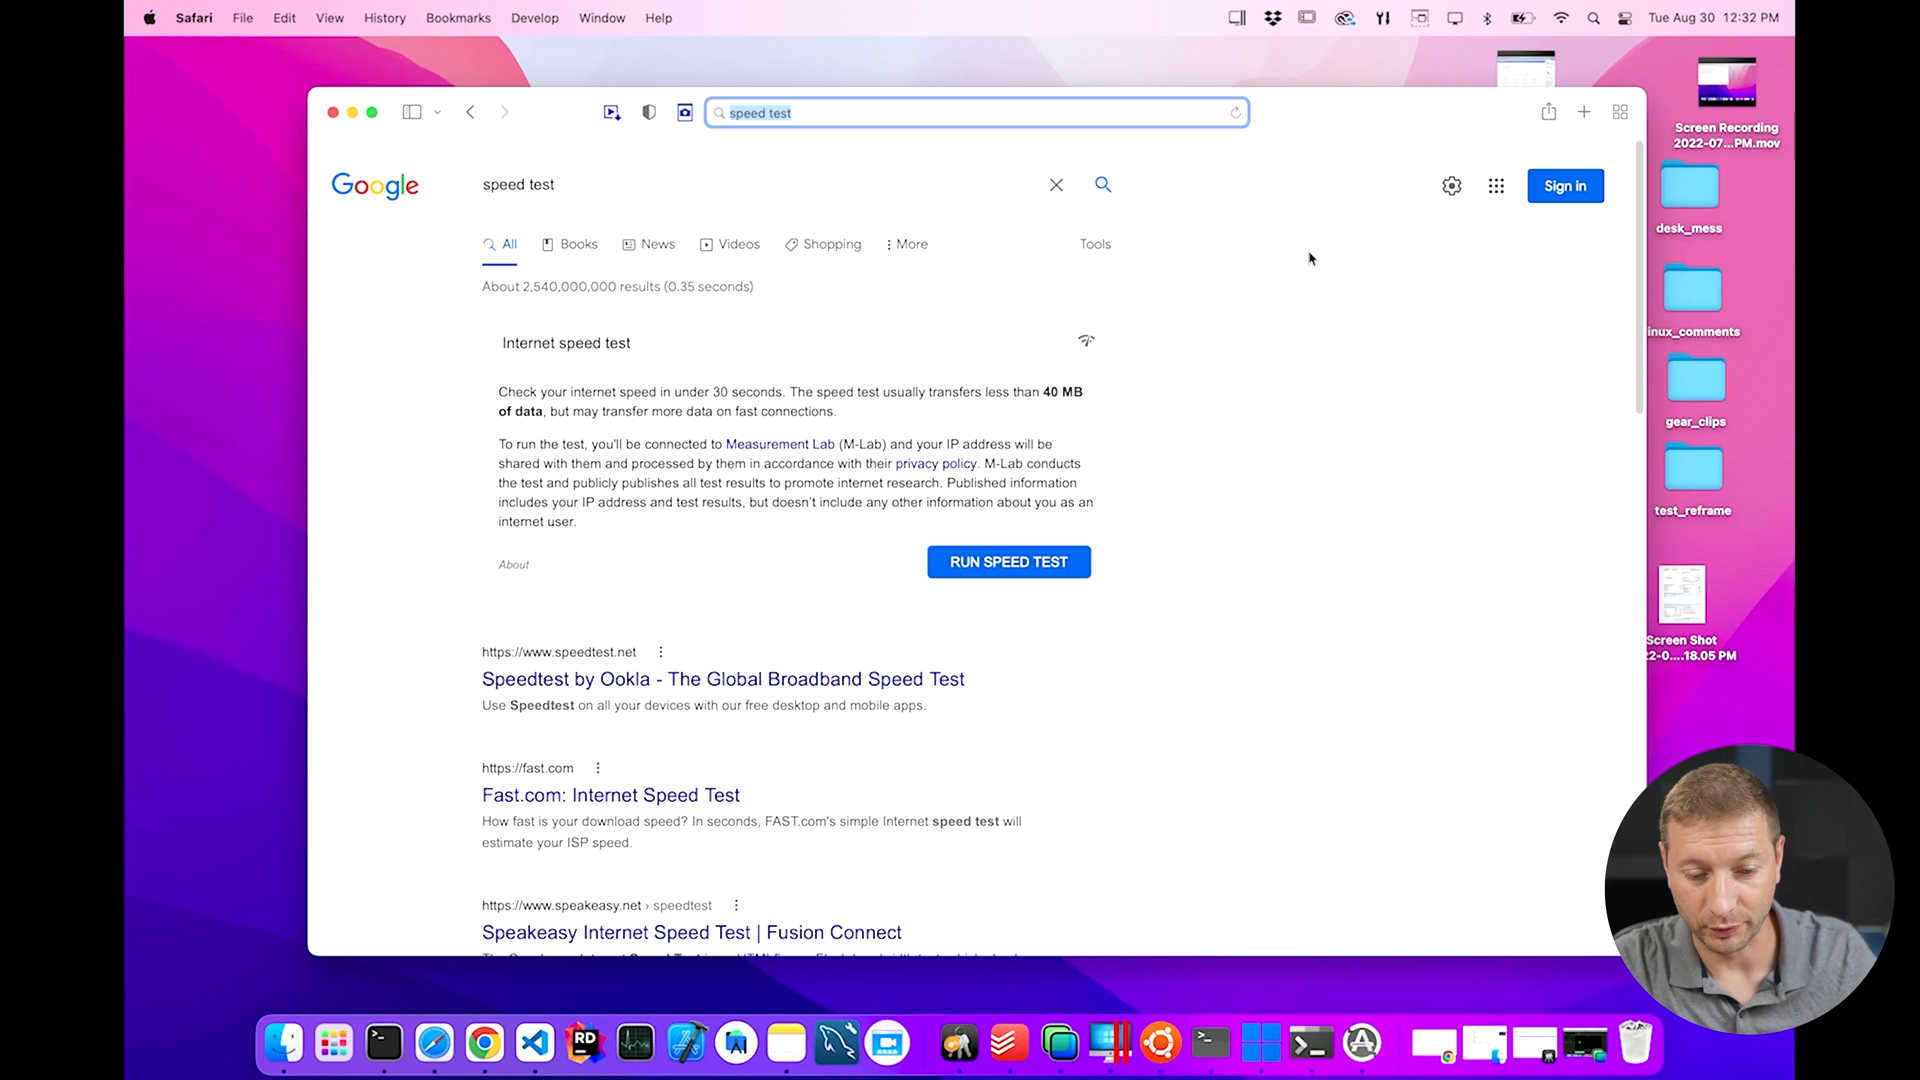 Safari File Edit View History Bookmarks Develop Window Help Tue Aug 30 12:32 PM
speed test
Google speed test Sign in
All Books News Videos Shopping More Tools
About 2,540,000,000 results (0.35 seconds)
Internet speed test
Check your internet speed in under 30 seconds. The speed test usually transfers less than 40 MB
of data, but may transfer more data on fast connections.
To run the test, you'll be connected to Measurement Lab (M-Lab) and your IP address will be
shared with them and processed by them in accordance with their privacy policy. M-Lab conducts
the test and publicly publishes all test results to promote internet research. Published information
includes your IP address and test results, but doesn't include any other information about you as an
internet user.
About RUN SPEED TEST
https://www.speedtest.net
Speedtest by Ookla - The Global Broadband Speed Test
Use Speedtest on all your devices with our free desktop and mobile apps.
https://fast.com
Fast.com: Internet Speed Test
How fast is your download speed? In seconds, FAST.com's simple Internet speed test will
estimate your ISP speed.
https://www.speakeasy.net › speedtest
Speakeasy Internet Speed Test | Fusion Connect
Screen Recording
2022-07...PM.mov
desk_mess
inux_comments
gear_clips
test_reframe
Screen Shot
22-0....18.05 PM
RD